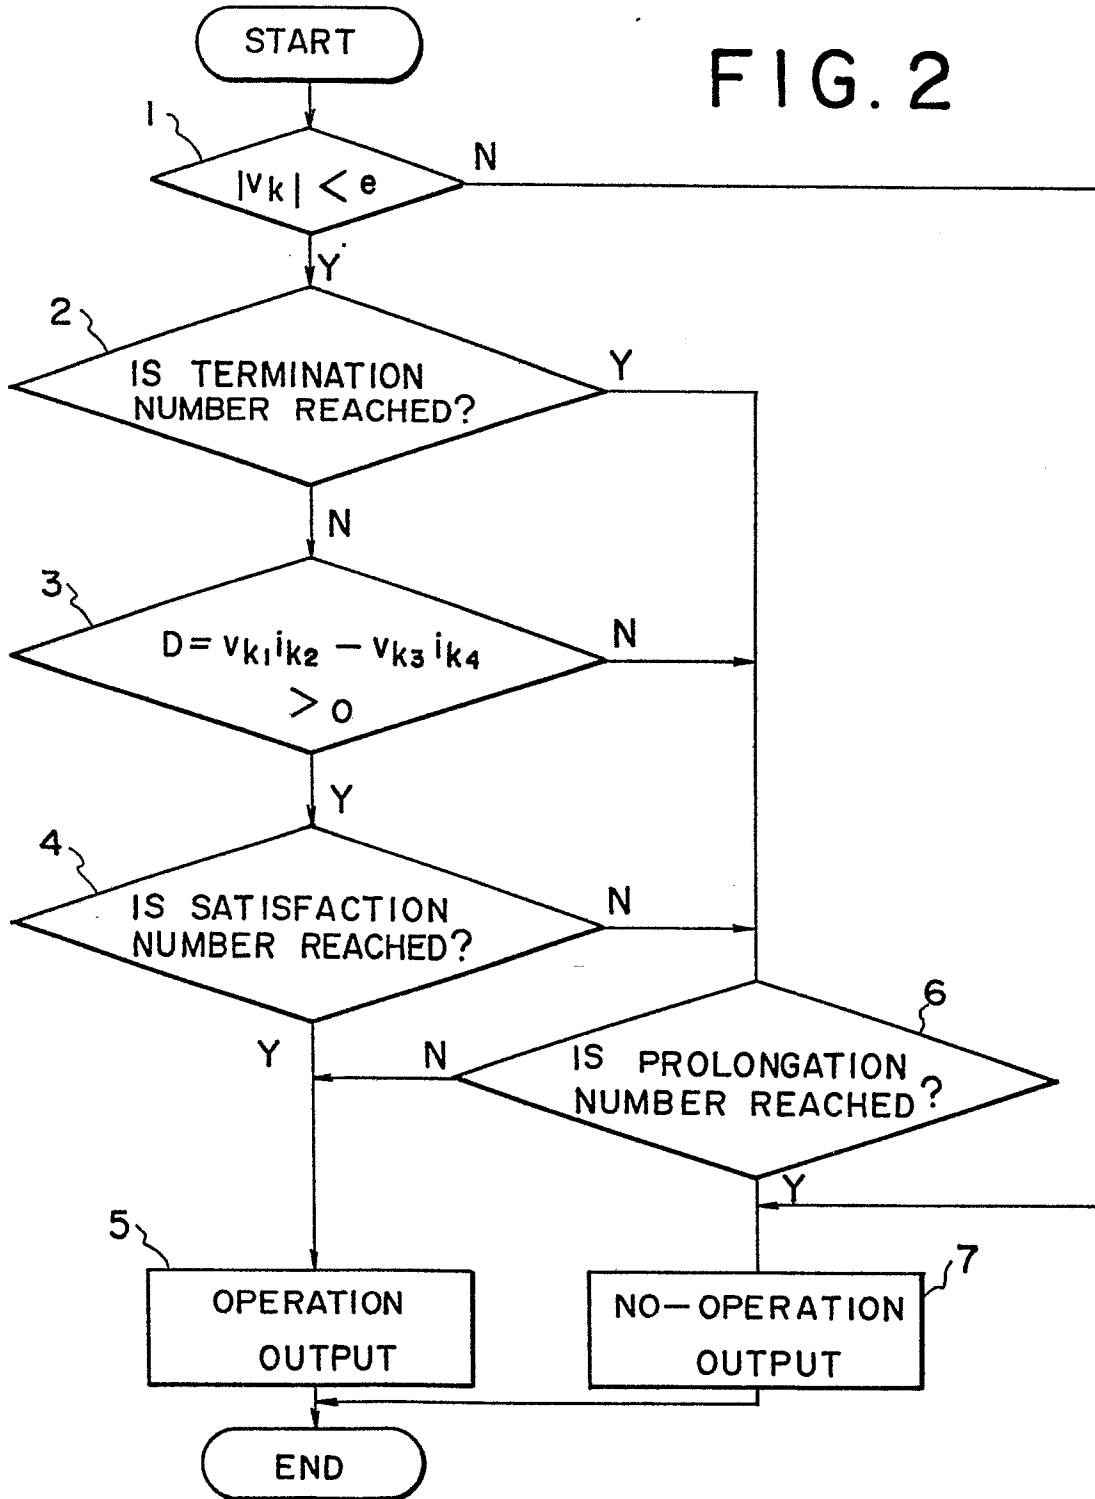 START
FIG. 2
1
|vk| < e
N
Y
2
IS TERMINATION
NUMBER REACHED?
Y
N
3
D = vk1 ik2 − vk3 ik4
> 0
N
Y
4
IS SATISFACTION
NUMBER REACHED?
N
Y
6
IS PROLONGATION
NUMBER REACHED?
N
Y
5
OPERATION
OUTPUT
7
NO-OPERATION
OUTPUT
END